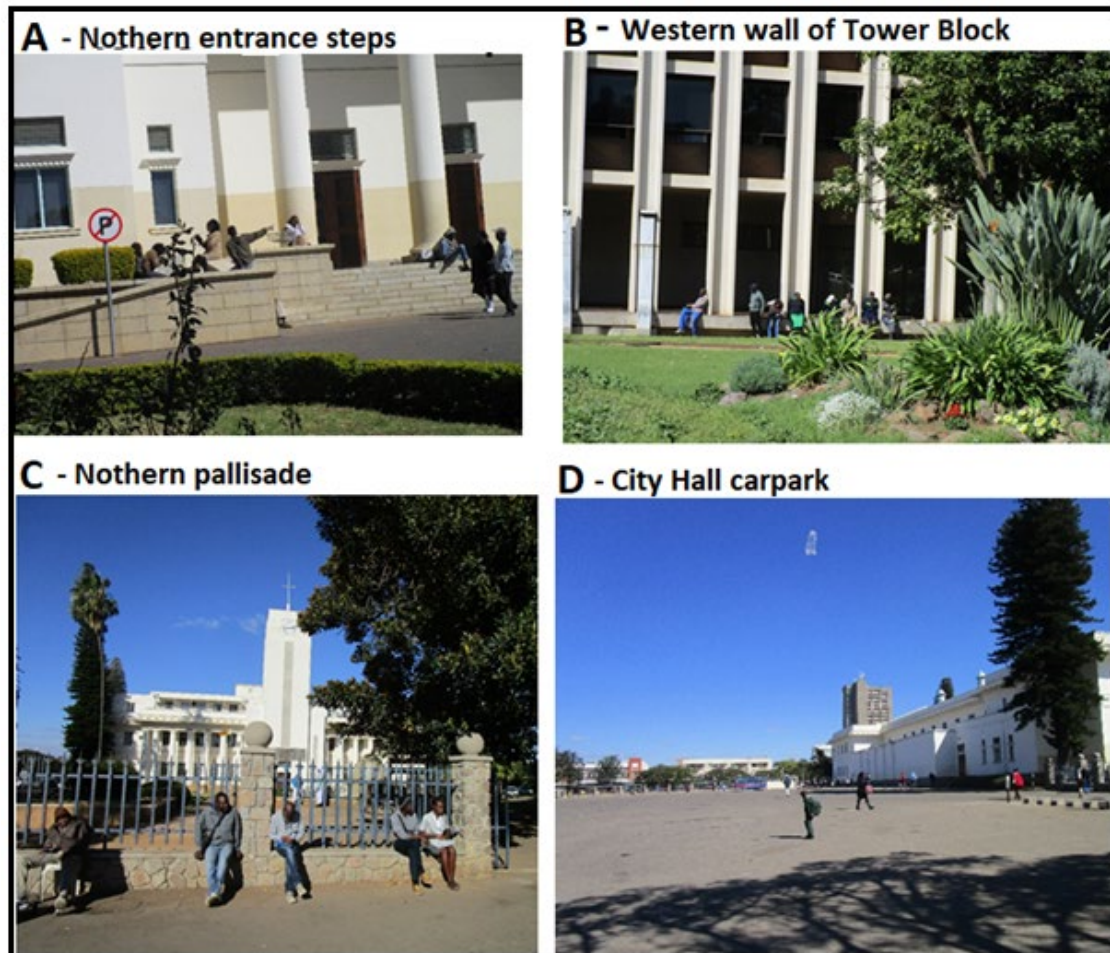 A - Nothern entrance steps
B - Western wall of Tower Block
P
C - Nothern pallisade
D - City Hall carpark